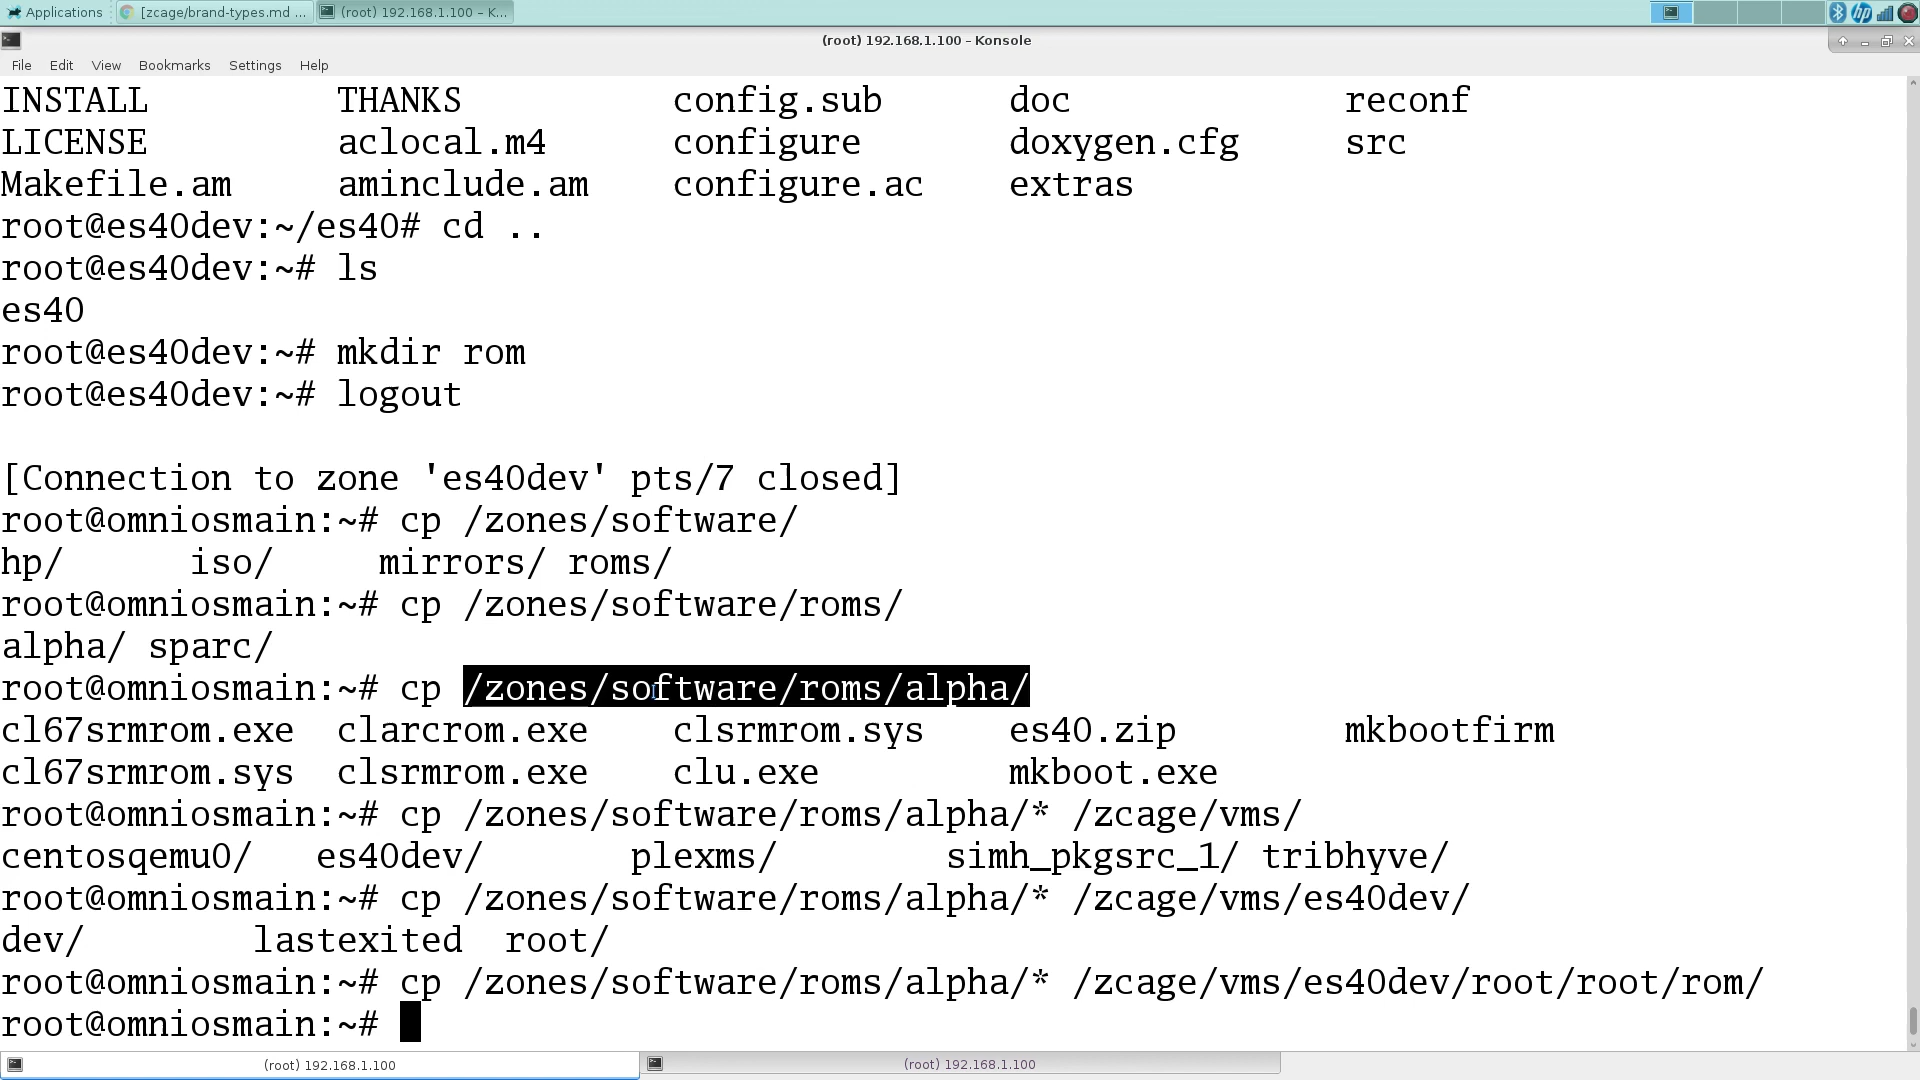 Applications [zcage/brand-types.md ... (root) 192.168.1.100 – K...
(root) 192.168.1.100 – Konsole
File Edit View Bookmarks Settings Help
INSTALL THANKS config.sub doc reconf
LICENSE aclocal.m4 configure doxygen.cfg src
Makefile.am aminclude.am configure.ac extras
root@es40dev:~/es40# cd ..
root@es40dev:~# ls
es40
root@es40dev:~# mkdir rom
root@es40dev:~# logout
[Connection to zone 'es40dev' pts/7 closed]
root@omniosmain:~# cp /zones/software/
hp/ iso/ mirrors/ roms/
root@omniosmain:~# cp /zones/software/roms/
alpha/ sparc/
root@omniosmain:~# cp /zones/software/roms/alpha/
cl67srmrom.exe clarcrom.exe clsrmrom.sys es40.zip mkbootfirm
cl67srmrom.sys clsrmrom.exe clu.exe mkboot.exe
root@omniosmain:~# cp /zones/software/roms/alpha/* /zcage/vms/
centosqemu0/ es40dev/ plexms/ simh_pkgsrc_1/ tribhyve/
root@omniosmain:~# cp /zones/software/roms/alpha/* /zcage/vms/es40dev/
dev/ lastexited root/
root@omniosmain:~# cp /zones/software/roms/alpha/* /zcage/vms/es40dev/root/root/rom/
root@omniosmain:~#
(root) 192.168.1.100 (root) 192.168.1.100